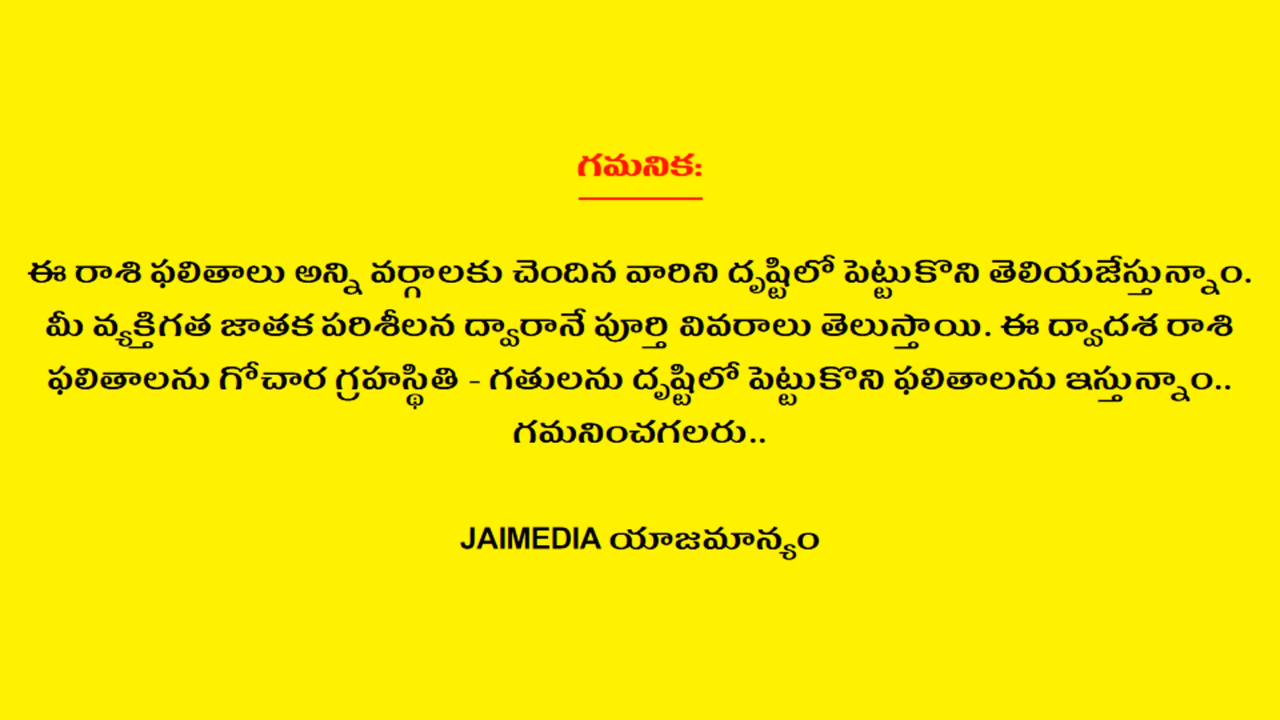 గమనిక:
ఈ రాశి ఫలితాలు అన్ని వర్గాలకు చెందిన వారిని దృష్టిలో పెట్టుకొని తెలియజేస్తున్నాం.
మీ వ్యక్తిగత జాతక పరిశీలన ద్వారానే పూర్తి వివరాలు తెలుస్తాయి. ఈ ద్వాదశ రాశి
ఫలితాలను గోచార గ్రహస్థితి - గతులను దృష్టిలో పెట్టుకొని ఫలితాలను ఇస్తున్నాం..
గమనించగలరు..
JAIMEDIA యాజమాన్యం